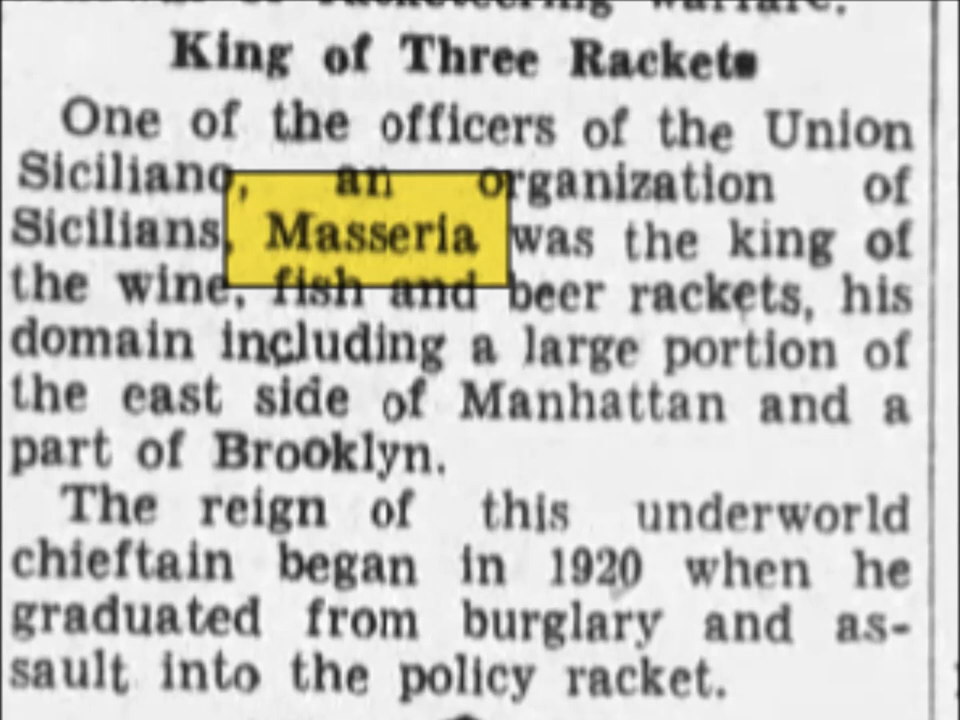 racketeering warfare.
King of Three Rackets
One of the officers of the Union
Siciliano, an organization of
Sicilians, Masseria was the king of
the wine, fish and beer rackets, his
domain including a large portion of
the east side of Manhattan and a
part of Brooklyn.
The reign of this underworld
chieftain began in 1920 when he
graduated from burglary and as-
sault into the policy racket.